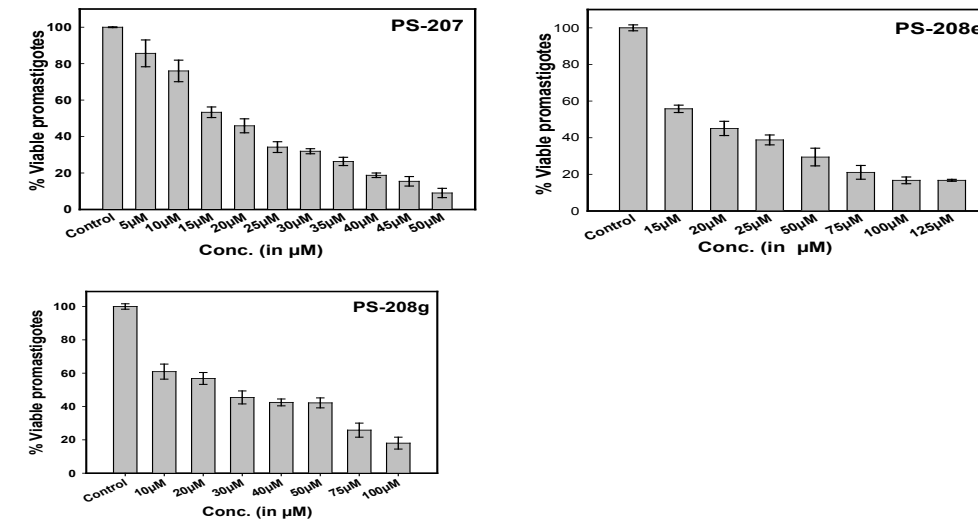 PS-207
% Viable promastigotes
100
80
60
40
20
0
Control 5µM 10µM 15µM 20µM 25µM 30µM 35µM 40µM 45µM 50µM
Conc. (in µM)
PS-208e
% Viable promastigotes
100
80
60
40
20
0
Control 15µM 20µM 25µM 50µM 75µM 100µM 125µM
Conc. (in µM)
PS-208g
% Viable promastigotes
100
80
60
40
20
0
Control 10µM 20µM 30µM 40µM 50µM 75µM 100µM
Conc. (in µM)